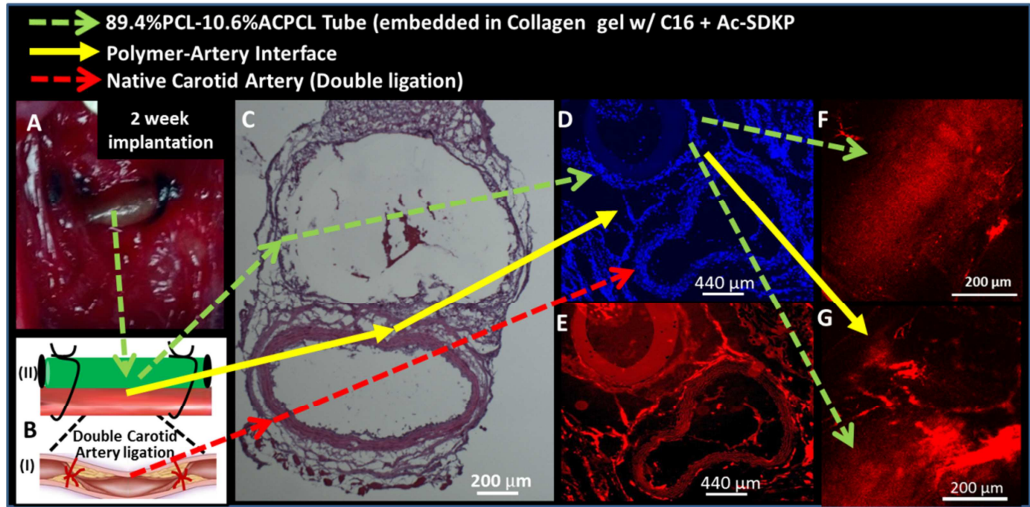 89.4%PCL-10.6%ACPCL Tube (embedded in Collagen gel w/ C16 + Ac-SDKP
Polymer-Artery Interface
Native Carotid Artery (Double ligation)
A
2 week
implantation
(II)
B
Double Carotid
Artery ligation
(I)
C
200 μm
D
440 μm
E
440 μm
F
200 μm
G
200 μm